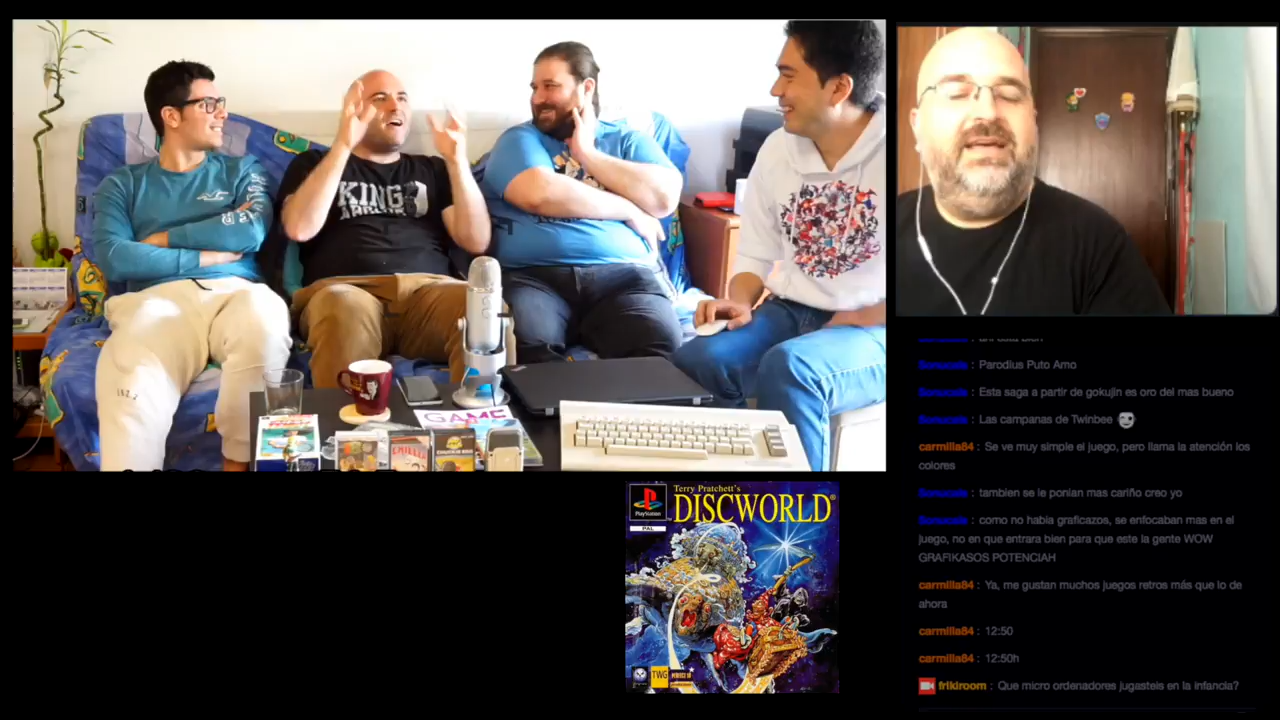 KING
GAME
EMILIO
Terry Pratchett's
DISCWORLD
PlayStation
PAL
TWG
: Parodius Puto Amo
: Esta saga a partir de gokujin es oro del mas bueno
: Las campanas de Twinbee
carmilla84 : Se ve muy simple el juego, pero llama la atención los
colores
: tambien se le ponian mas cariño creo yo
: como no habia graficazos, se enfocaban mas en el
juego, no en que entrara bien para que este la gente WOW
GRAFIKASOS POTENCIAH
carmilla84 : Ya, me gustan muchos juegos retros más que lo de
ahora
carmilla84 : 12:50
carmilla84 : 12:50h
frikiroom : Que micro ordenadores jugasteis en la infancia?